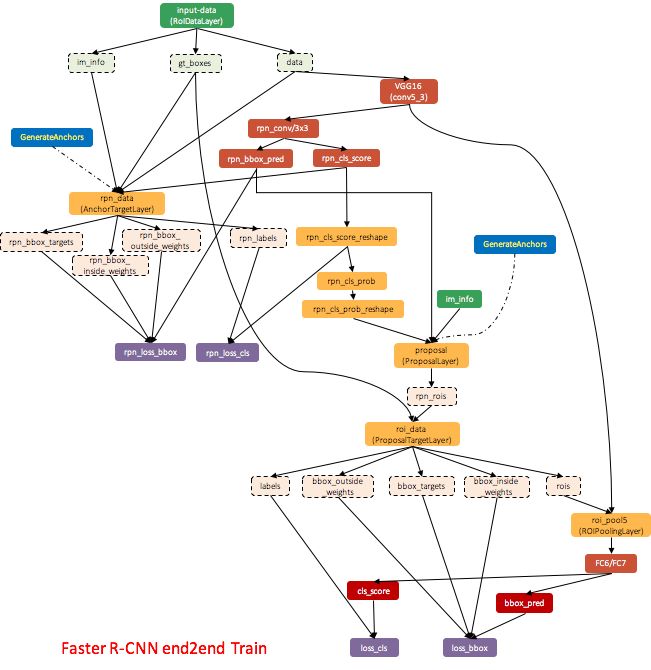 input-data
(RoIDataLayer)
im_info
gt_boxes
data
VGG16
(conv5_3)
GenerateAnchors
rpn_conv/3x3
rpn_bbox_pred
rpn_cls_score
rpn_data
(AnchorTargetLayer)
rpn_bbox_targets
rpn_bbox_
inside_weights
rpn_bbox_
outside_weights
rpn_labels
rpn_cls_score_reshape
GenerateAnchors
rpn_cls_prob
im_info
rpn_cls_prob_reshape
rpn_loss_bbox
rpn_loss_cls
proposal
(ProposalLayer)
rpn_rois
roi_data
(ProposalTargetLayer)
labels
bbox_outside
_weights
bbox_targets
bbox_inside
_weights
rois
roi_pool5
(ROIPoolingLayer)
FC6/FC7
cls_score
bbox_pred
Faster R-CNN end2end Train
loss_cls
loss_bbox